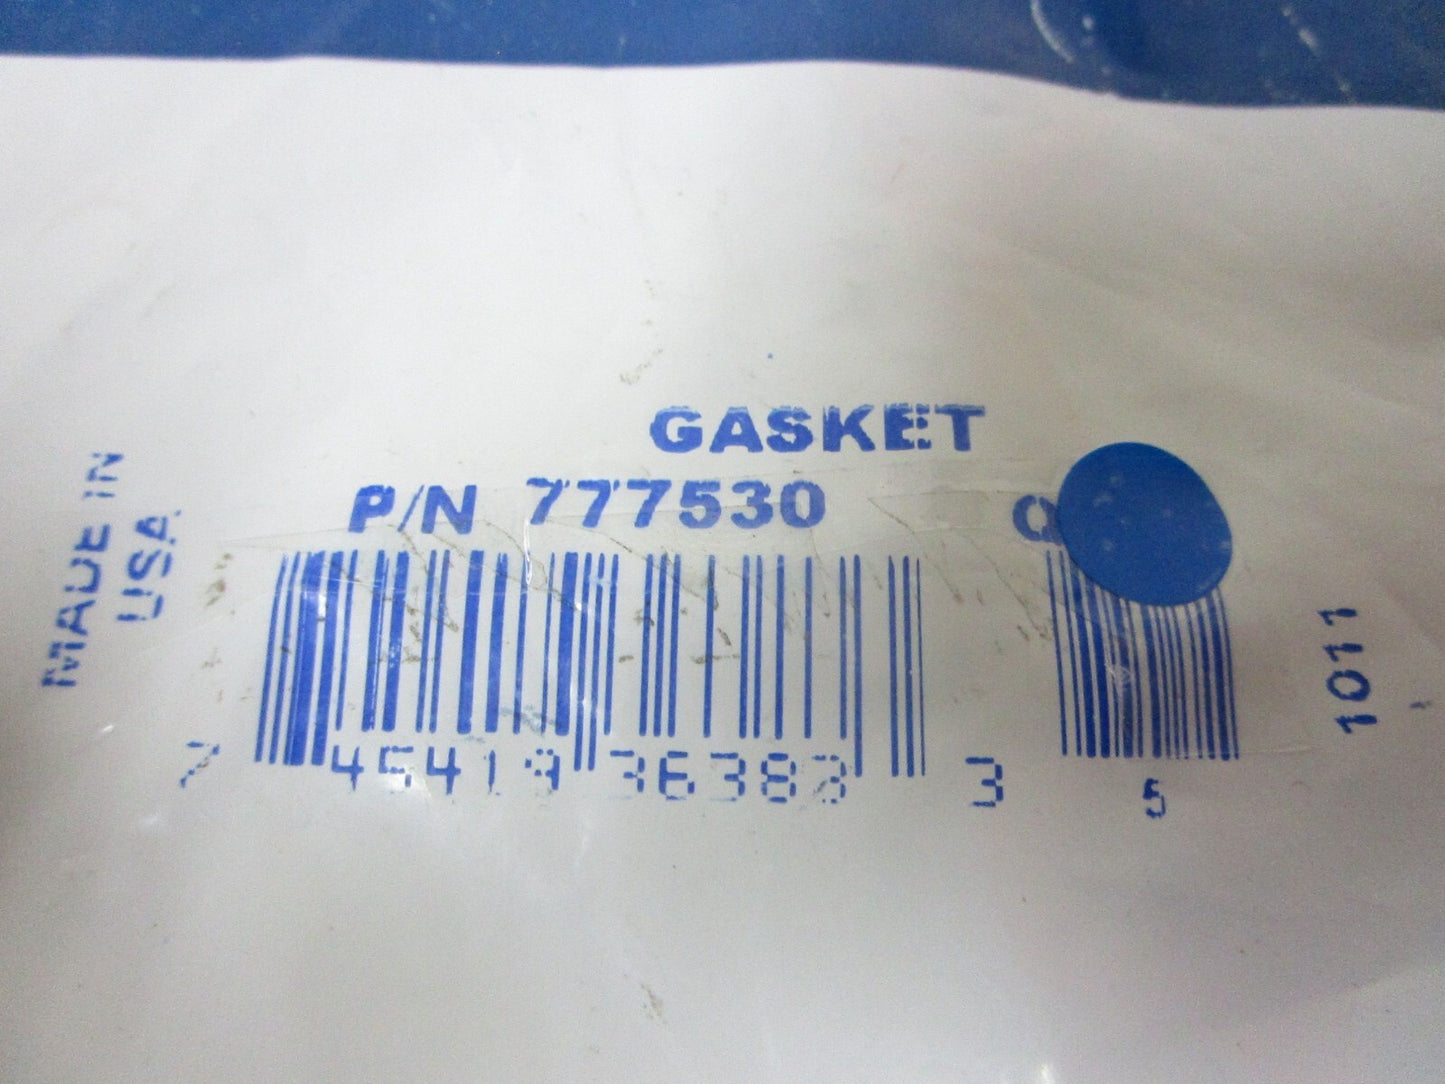 GASKET
P/N 777530
MADE IN
USA
7 45419 36383 3
5
1011